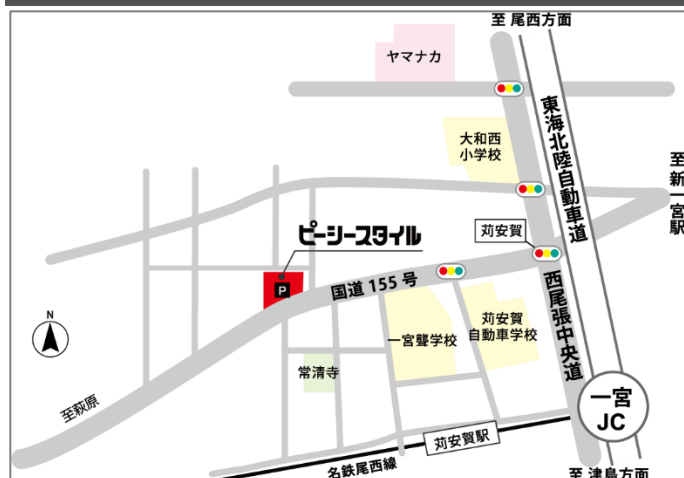 至 尾西方面
ヤマナカ
東海北陸自動車道
大和西
小学校
至
新
一
宮
駅
ピーシースタイル
苅安賀
P
国道 155 号
西尾張中央道
一宮聾学校
苅安賀
自動車学校
N
常清寺
至萩原
一宮
JC
苅安賀駅
名鉄尾西線
至 津島方面